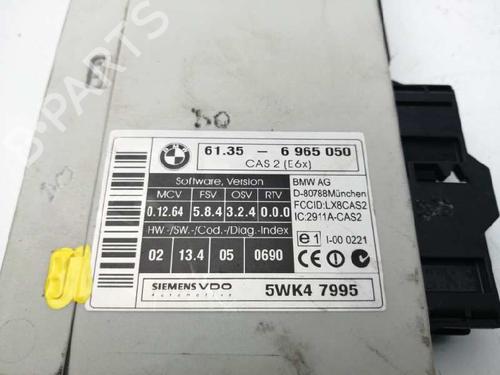 B-PARTS
BMW
61.35 - 6 965 050
CAS 2 (E6x)
Software, Version
MCV FSV OSV RTV
0.12.64 5.8.4 3.2.4 0.0.0
HW.-/SW.-/Cod.-/Diag.-Index
02 13.4 05 0690
BMW AG
D-80788München
FCCID:LX8CAS2
IC:2911A-CAS2
e1 I-00 0221
CE
SIEMENS VDO
Automotive
5WK4 7995